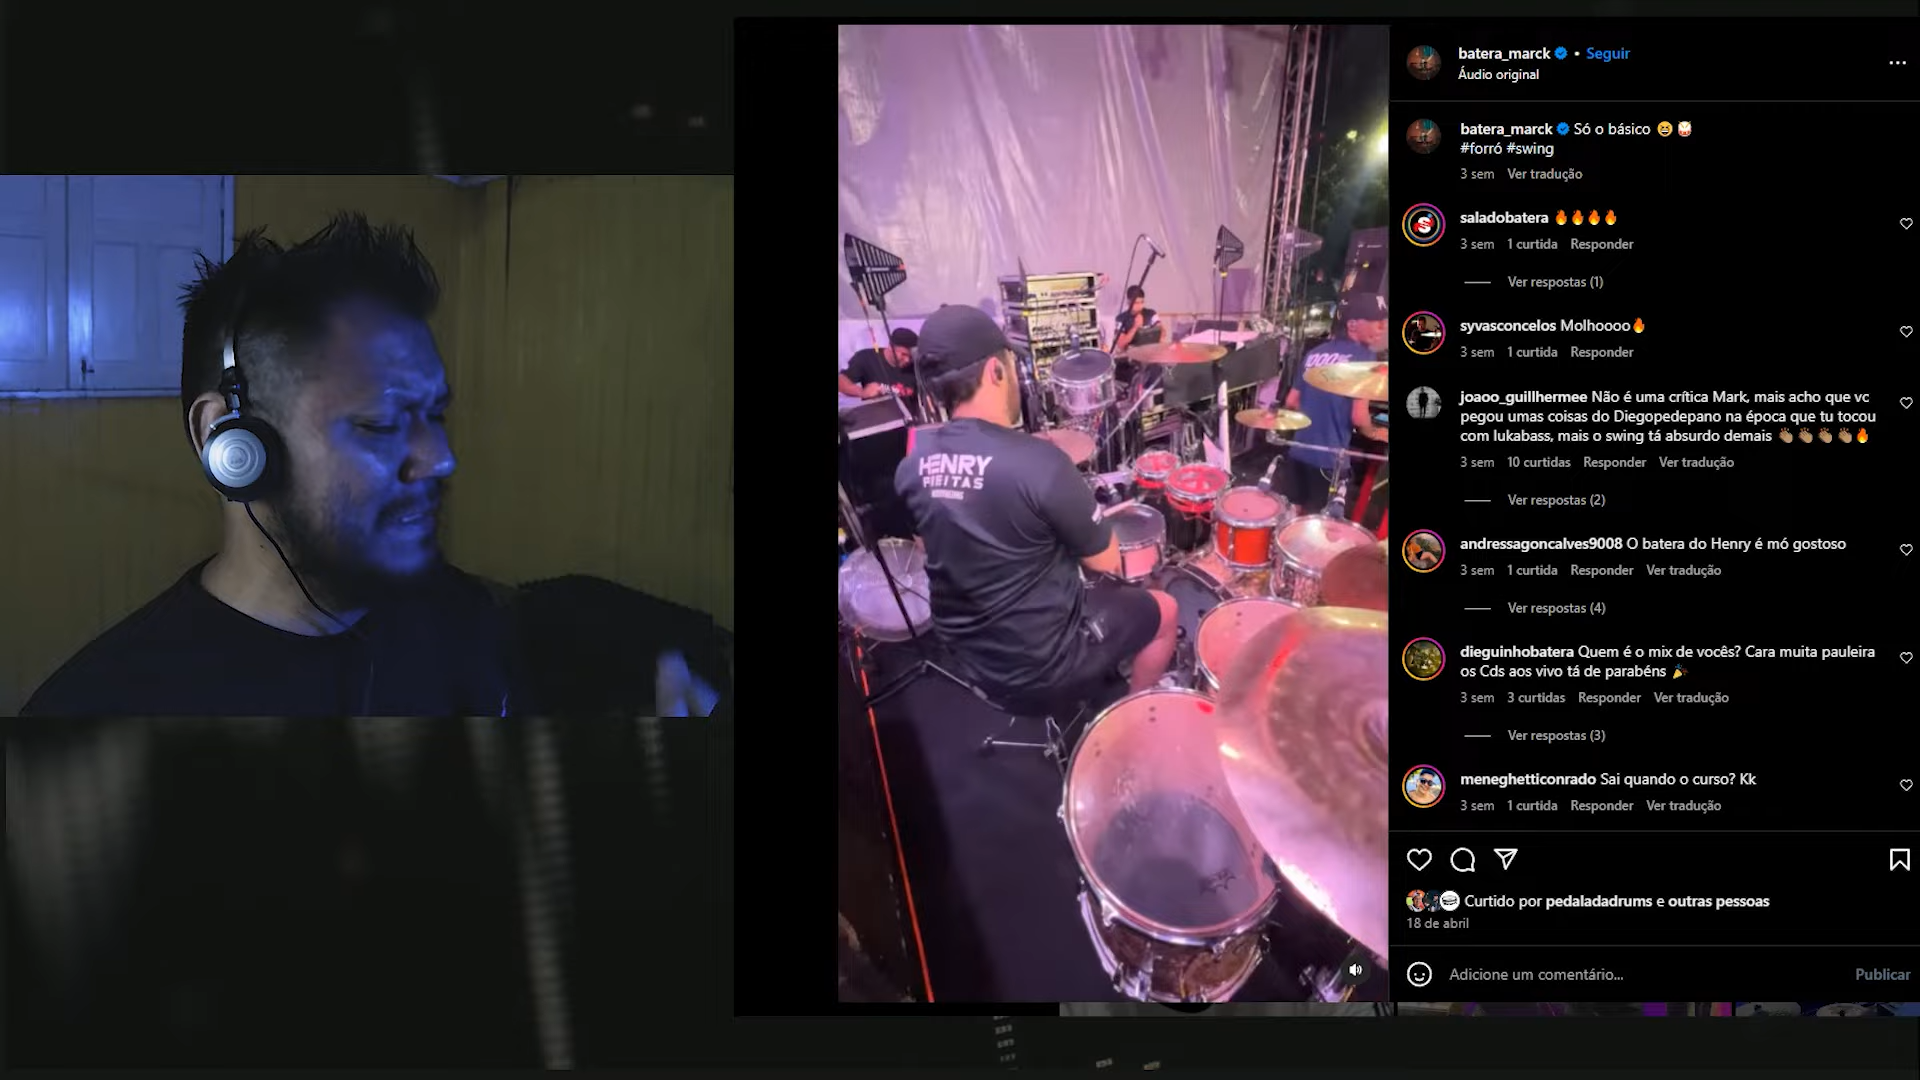 batera_marck • Seguir
Áudio original
batera_marck Só o básico 😆 🥁
#forró #swing
3 sem Ver tradução
saladobatera 🔥🔥🔥🔥
3 sem 1 curtida Responder
Ver respostas (1)
syvasconcelos Molhoooo🔥
3 sem 1 curtida Responder
joaoo_guillhermee Não é uma crítica Mark, mais acho que vc
pegou umas coisas do Diegopedepano na época que tu tocou
com lukabass, mais o swing tá absurdo demais 👏🏽👏🏽👏🏽👏🏽🔥
3 sem 10 curtidas Responder Ver tradução
Ver respostas (2)
andressagoncalves9008 O batera do Henry é mó gostoso
3 sem 1 curtida Responder Ver tradução
Ver respostas (4)
dieguinhobatera Quem é o mix de vocês? Cara muita pauleira
os Cds aos vivo tá de parabéns 🎉
3 sem 3 curtidas Responder Ver tradução
Ver respostas (3)
meneghetticonrado Sai quando o curso? Kk
3 sem 1 curtida Responder Ver tradução
Curtido por pedaladadrums e outras pessoas
18 de abril
Adicione um comentário... Publicar
HENRY
FREITAS